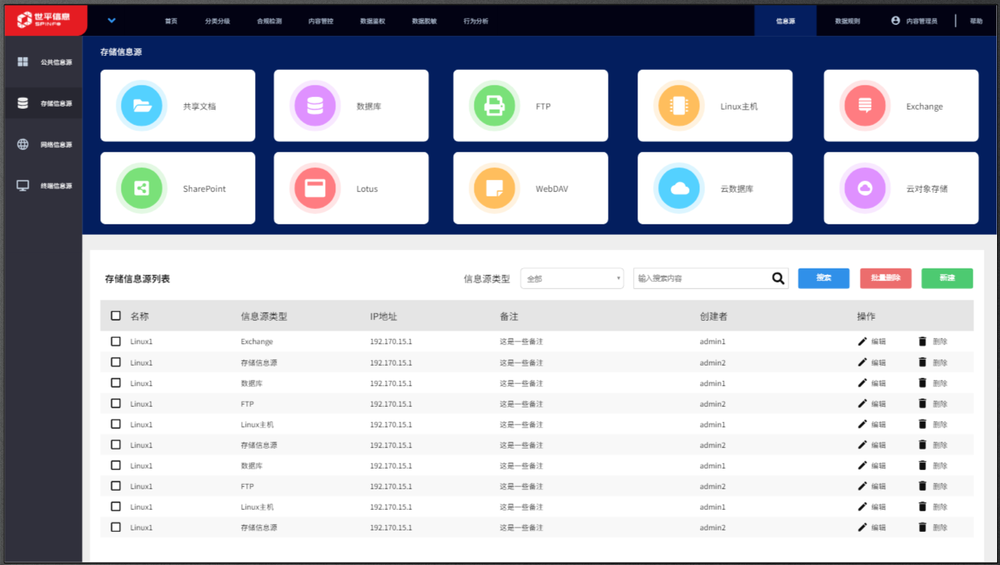 世平信息
SPINFO
首页 分类分级 合规检测 内容管控 数据鉴权 数据脱敏 行为分析 信息源 数据规则 内容管理员 帮助
公共信息源
存储信息源
网络信息源
终端信息源
存储信息源
共享文档 数据库 FTP Linux主机 Exchange
SharePoint Lotus WebDAV 云数据库 云对象存储
存储信息源列表 信息源类型 全部 输入搜索内容 搜索 批量删除 新建
名称 信息源类型 IP地址 备注 创建者 操作
Linux1 Exchange 192.170.15.1 这是一些备注 admin1 编辑 删除
Linux1 存储信息源 192.170.15.1 这是一些备注 admin2 编辑 删除
Linux1 数据库 192.170.15.1 这是一些备注 admin1 编辑 删除
Linux1 FTP 192.170.15.1 这是一些备注 admin2 编辑 删除
Linux1 Linux主机 192.170.15.1 这是一些备注 admin1 编辑 删除
Linux1 存储信息源 192.170.15.1 这是一些备注 admin2 编辑 删除
Linux1 数据库 192.170.15.1 这是一些备注 admin1 编辑 删除
Linux1 FTP 192.170.15.1 这是一些备注 admin2 编辑 删除
Linux1 Linux主机 192.170.15.1 这是一些备注 admin1 编辑 删除
Linux1 存储信息源 192.170.15.1 这是一些备注 admin2 编辑 删除